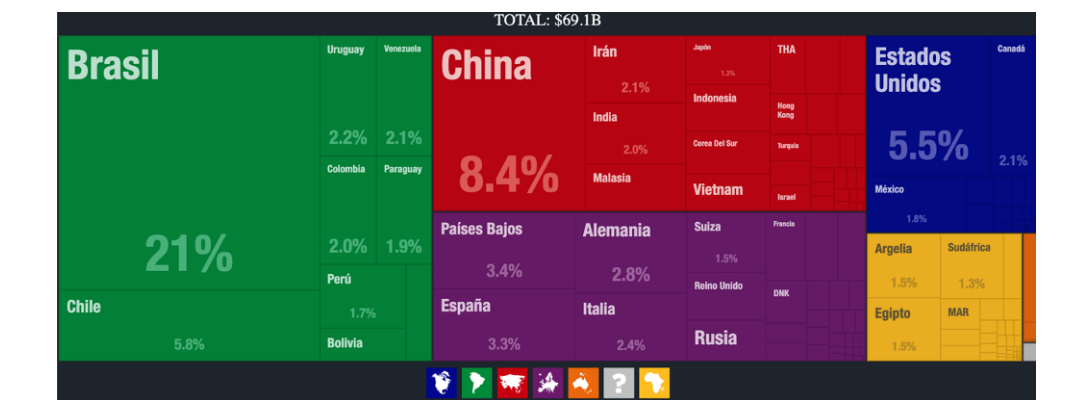 TOTAL: $69.1B
Brasil
21%
Chile
5.8%
Uruguay
2.2%
Venezuela
2.1%
Colombia
2.0%
Paraguay
1.9%
Perú
1.7%
Bolivia
China
8.4%
Irán
2.1%
India
2.0%
Malasia
Japón
1.3%
Indonesia
Corea Del Sur
Vietnam
THA
Hong
Kong
Turquía
Israel
Países Bajos
3.4%
España
3.3%
Alemania
2.8%
Italia
2.4%
Suiza
1.5%
Reino Unido
Rusia
Francia
DNK
Estados
Unidos
5.5%
Canadá
2.1%
México
1.8%
Argelia
1.5%
Egipto
1.5%
Sudáfrica
1.3%
MAR
?